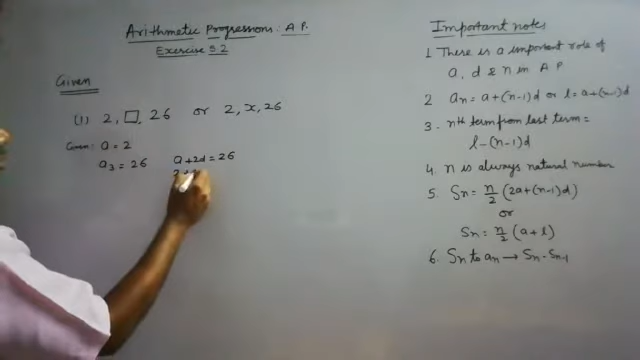 Arithmetic Progressions: A.P.
Exercise 5.2
Given
(i) 2, □, 26 or 2, x, 26
Given: a = 2
a₃ = 26 a + 2d = 26
2 +
Important notes
1 There is a important role of
a, d & n in A P
2 an = a + (n-1)d or l = a + (n-1)d
3. nth term from last term =
l - (n-1)d
4. n is always natural number
5. Sn = n/2 (2a + (n-1)d)
or
Sn = n/2 (a + l)
6. Sn to an → Sn - Sn-1